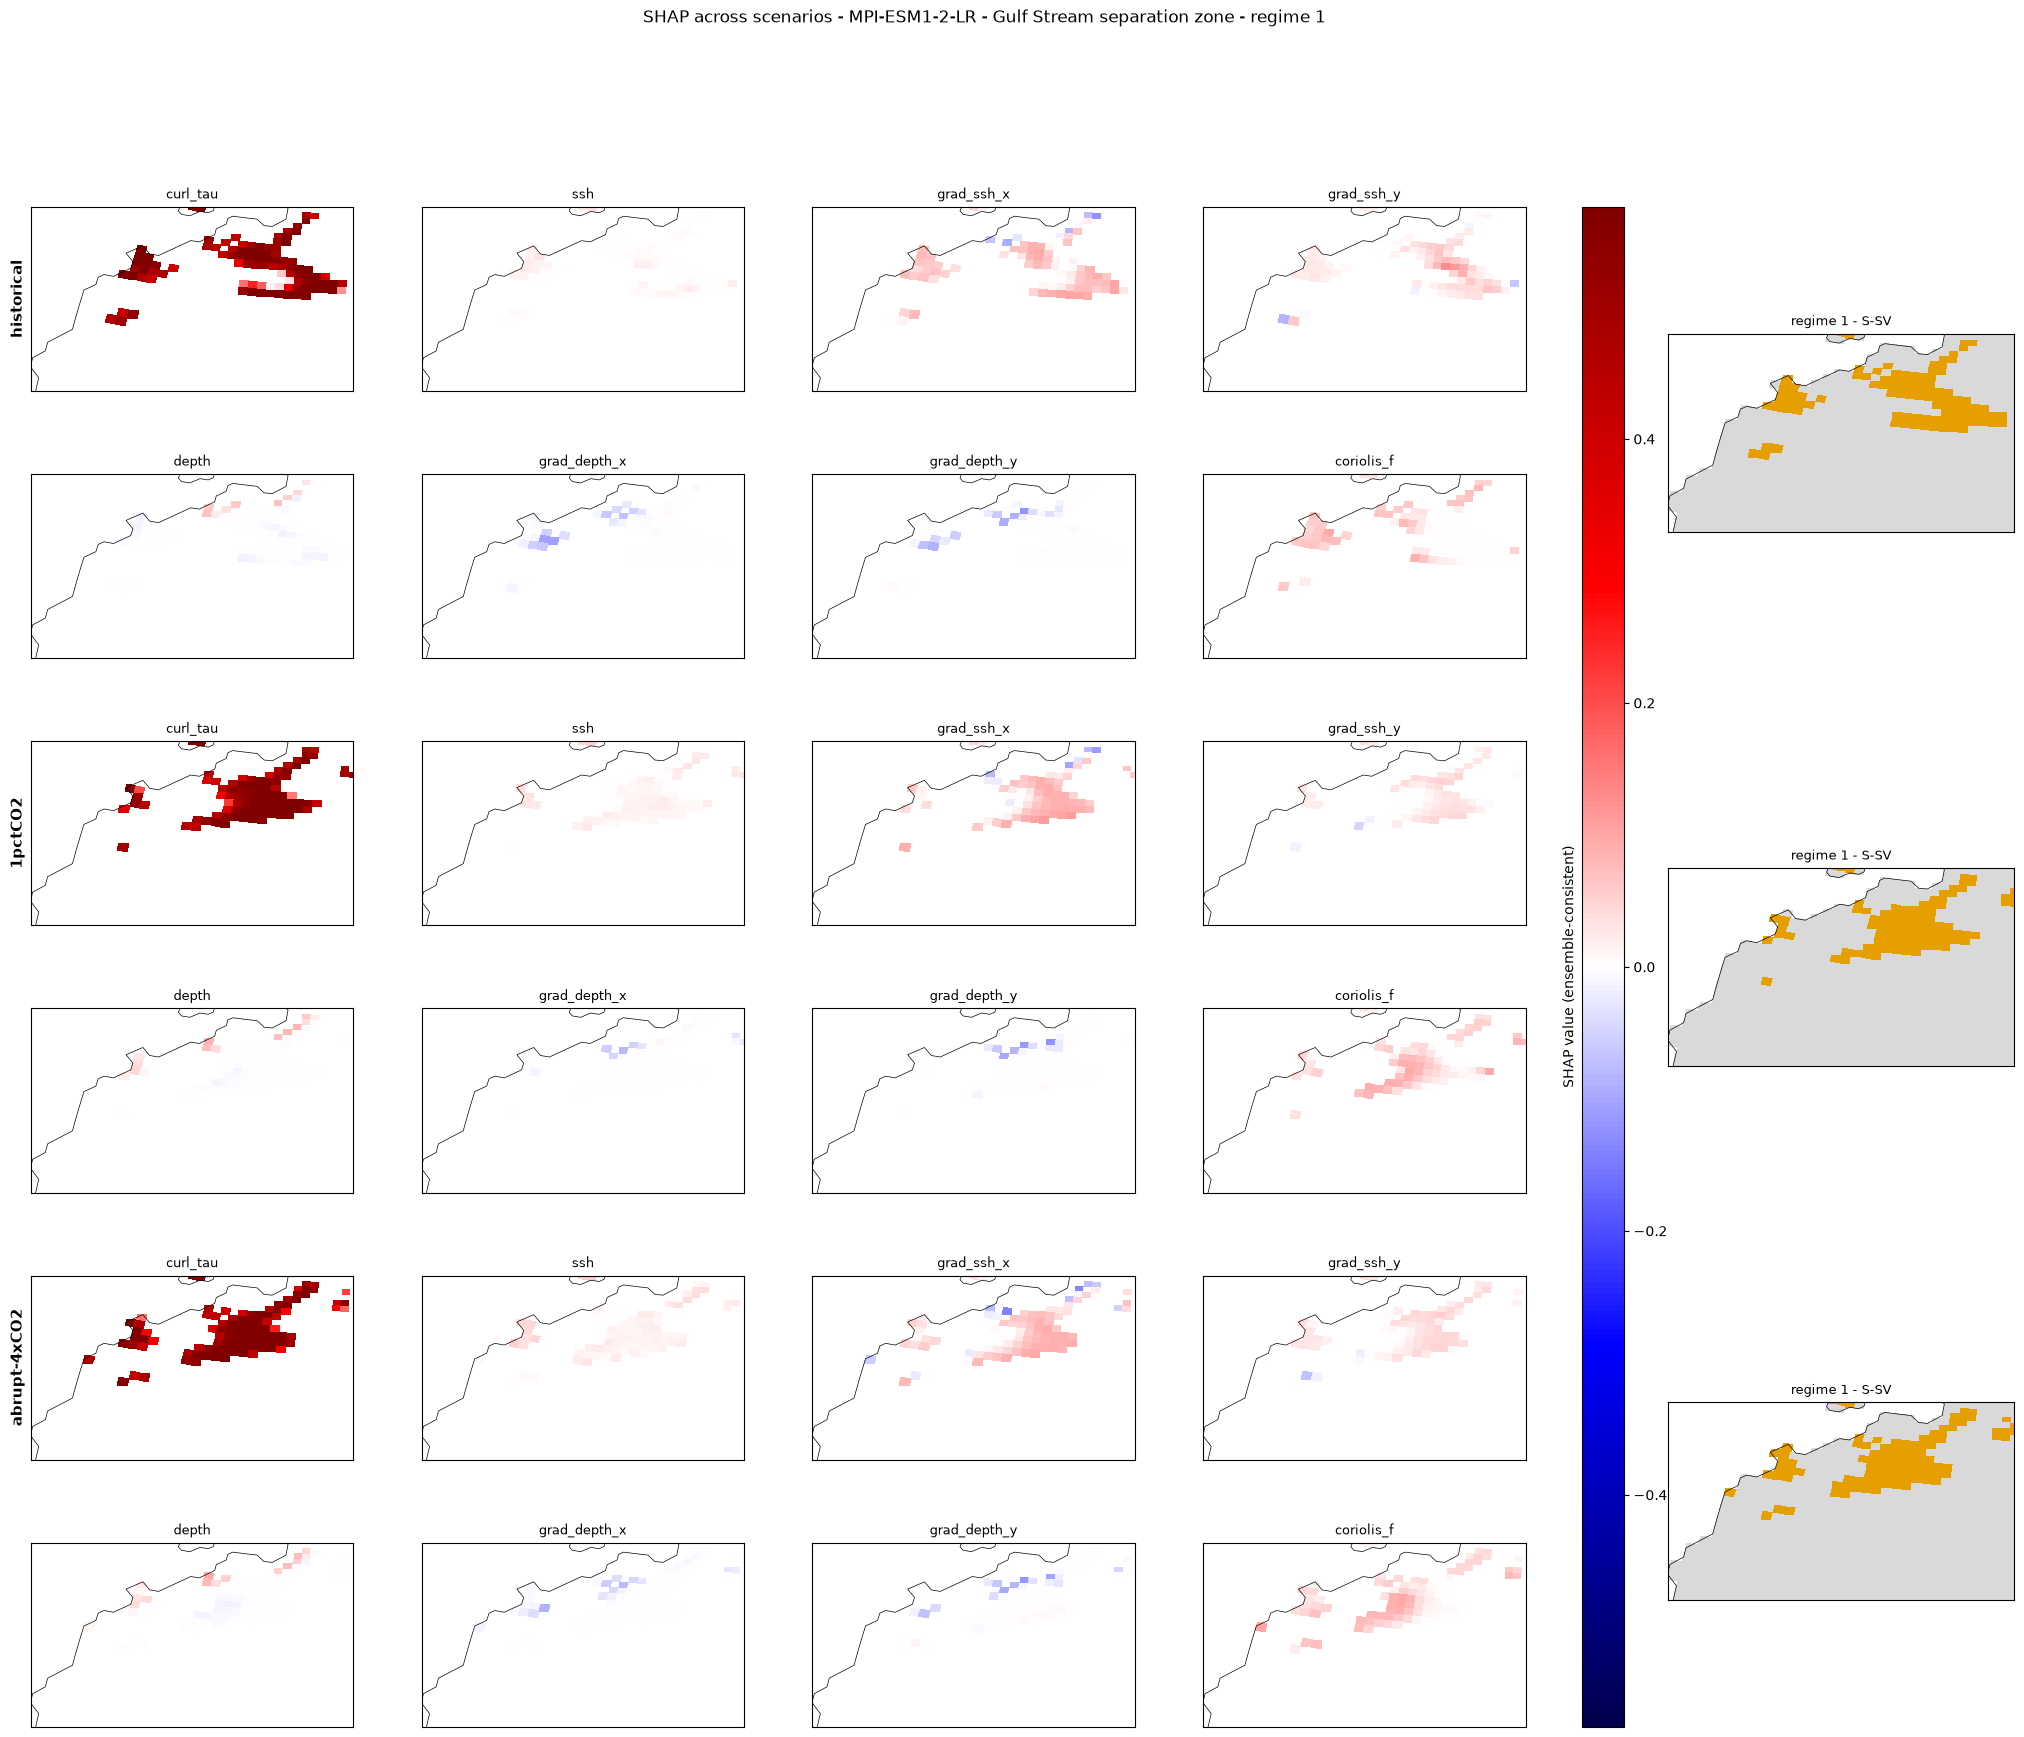 SHAP across scenarios - MPI-ESM1-2-LR - Gulf Stream separation zone - regime 1
curl_tau
ssh
grad_ssh_x
grad_ssh_y
historical
regime 1 - S-SV
depth
grad_depth_x
grad_depth_y
coriolis_f
curl_tau
ssh
grad_ssh_x
grad_ssh_y
1pctCO2
regime 1 - S-SV
depth
grad_depth_x
grad_depth_y
coriolis_f
curl_tau
ssh
grad_ssh_x
grad_ssh_y
abrupt-4xCO2
regime 1 - S-SV
depth
grad_depth_x
grad_depth_y
coriolis_f
0.4
0.2
0.0
−0.2
−0.4
SHAP value (ensemble-consistent)